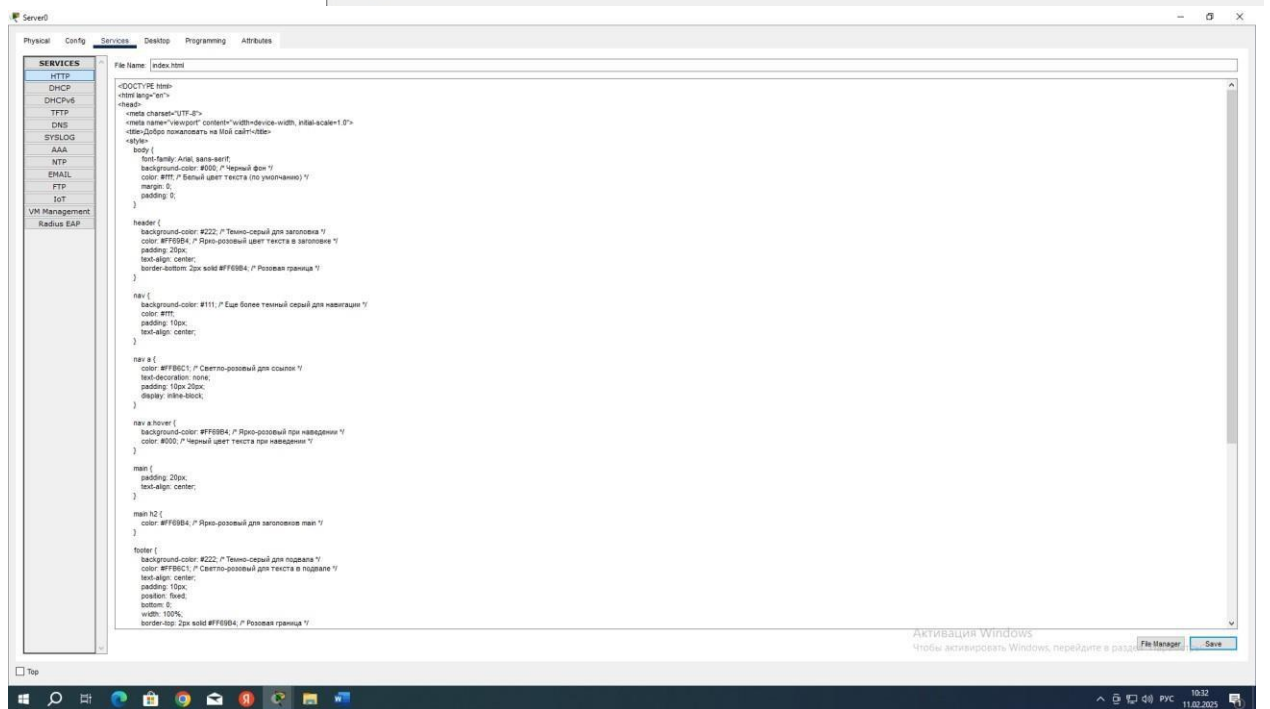 Server0
Physical Config Services Desktop Programming Attributes
SERVICES
HTTP
DHCP
DHCPv6
TFTP
DNS
SYSLOG
AAA
NTP
EMAIL
FTP
IoT
VM Management
Radius EAP
File Name: index.html
<!DOCTYPE html>
<html lang="en">
<head>
<meta charset="UTF-8">
<meta name="viewport" content="width=device-width, initial-scale=1.0">
<title>Добро пожаловать на Мой сайт!</title>
<style>
body {
font-family: Arial, sans-serif;
background-color: #000; /* Черный фон */
color: #fff; /* Белый цвет текста (по умолчанию) */
margin: 0;
padding: 0;
}
header {
background-color: #222; /* Темно-серый для заголовка */
color: #FF69B4; /* Ярко-розовый цвет текста в заголовке */
padding: 20px;
text-align: center;
border-bottom: 2px solid #FF69B4; /* Розовая граница */
}
nav {
background-color: #111; /* Еще более темный серый для навигации */
color: #fff;
padding: 10px;
text-align: center;
}
nav a {
color: #FFB6C1; /* Светло-розовый для ссылок */
text-decoration: none;
padding: 10px 20px;
display: inline-block;
}
nav a:hover {
background-color: #FF69B4; /* Ярко-розовый при наведении */
color: #000; /* Черный цвет текста при наведении */
}
main {
padding: 20px;
text-align: center;
}
main h2 {
color: #FF69B4; /* Ярко-розовый для заголовков main */
}
footer {
background-color: #222; /* Темно-серый для подвала */
color: #FFB6C1; /* Светло-розовый для текста в подвале */
text-align: center;
padding: 10px;
position: fixed;
bottom: 0;
width: 100%;
border-top: 2px solid #FF69B4; /* Розовая граница */
Активация Windows
Чтобы активировать Windows, перейдите в раздел
File Manager Save
Top
РУС 10:32
11.02.2025